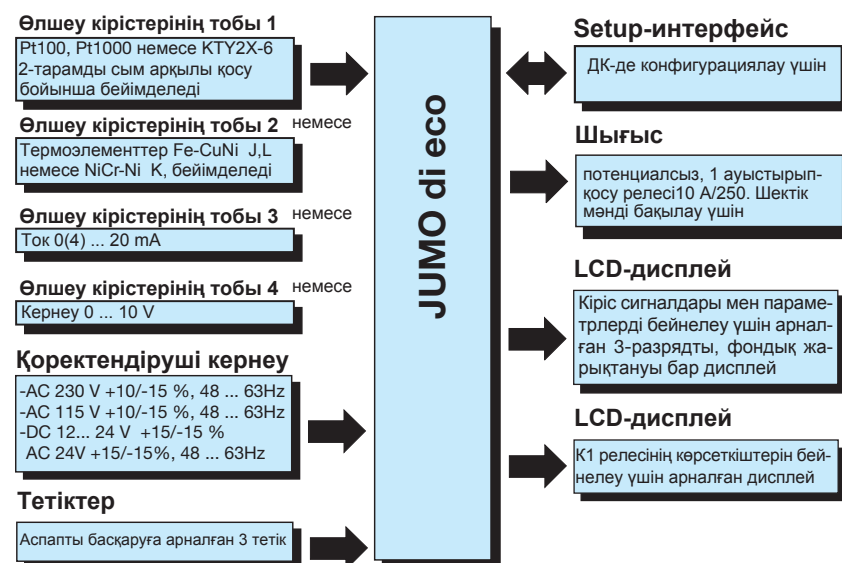 Өлшеу кірістерінің тобы 1
Pt100, Pt1000 немесе KTY2X-6
2-тарамды сым арқылы қосу
бойынша бейімделеді
Өлшеу кірістерінің тобы 2 немесе
Термоэлементтер Fe-CuNi J,L
немесе NiCr-Ni K, бейімделеді
Өлшеу кірістерінің тобы 3 немесе
Ток 0(4) ... 20 mA
Өлшеу кірістерінің тобы 4 немесе
Кернеу 0 ... 10 V
Қоректендіруші кернеу
-AC 230 V +10/-15 %, 48 ... 63Hz
-AC 115 V +10/-15 %, 48 ... 63Hz
-DC 12... 24 V +15/-15 %
AC 24V +15/-15%, 48 ... 63Hz
Тетіктер
Аспапты басқаруға арналған 3 тетік
JUMO di eco
Setup-интерфейс
ДК-де конфигурациялау үшін
Шығыс
потенциалсыз, 1 ауыстырып-
қосу релесі10 A/250. Шектік
мәнді бақылау үшін
LCD-дисплей
Кіріс сигналдары мен параме-
трлерді бейнелеу үшін арнал-
ған 3-разрядты, фондық жа-
рықтануы бар дисплей
LCD-дисплей
К1 релесінің көрсеткіштерін бей-
нелеу үшін арналған дисплей